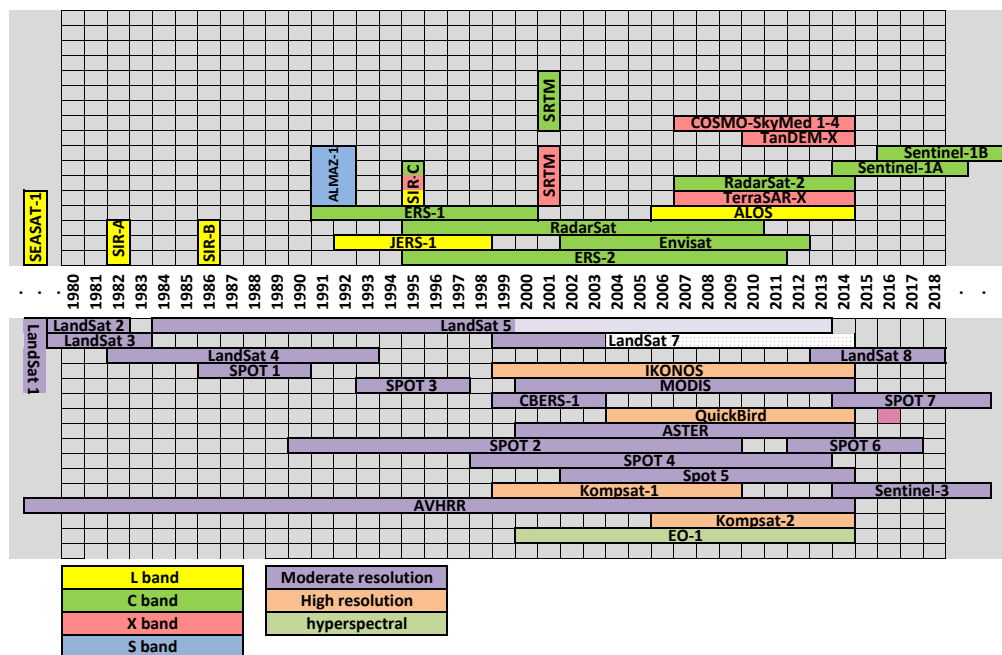 SRTM
COSMO-SkyMed 1-4
TanDEM-X
Sentinel-1B
ALMAZ-1
SIR-C
SRTM
Sentinel-1A
RadarSat-2
SEASAT-1
TerraSAR-X
ERS-1
ALOS
SIR-A
SIR-B
RadarSat
JERS-1
Envisat
ERS-2
. . . 1980 1981 1982 1983 1984 1985 1986 1987 1988 1989 1990 1991 1992 1993 1994 1995 1996 1997 1998 1999 2000 2001 2002 2003 2004 2005 2006 2007 2008 2009 2010 2011 2012 2013 2014 2015 2016 2017 2018 . .
LandSat 1
LandSat 2
LandSat 5
LandSat 3
LandSat 7
LandSat 4
LandSat 8
SPOT 1
IKONOS
SPOT 3
MODIS
CBERS-1
SPOT 7
QuickBird
ASTER
SPOT 2
SPOT 6
SPOT 4
Spot 5
Kompsat-1
Sentinel-3
AVHRR
Kompsat-2
EO-1
L band
Moderate resolution
C band
High resolution
X band
hyperspectral
S band